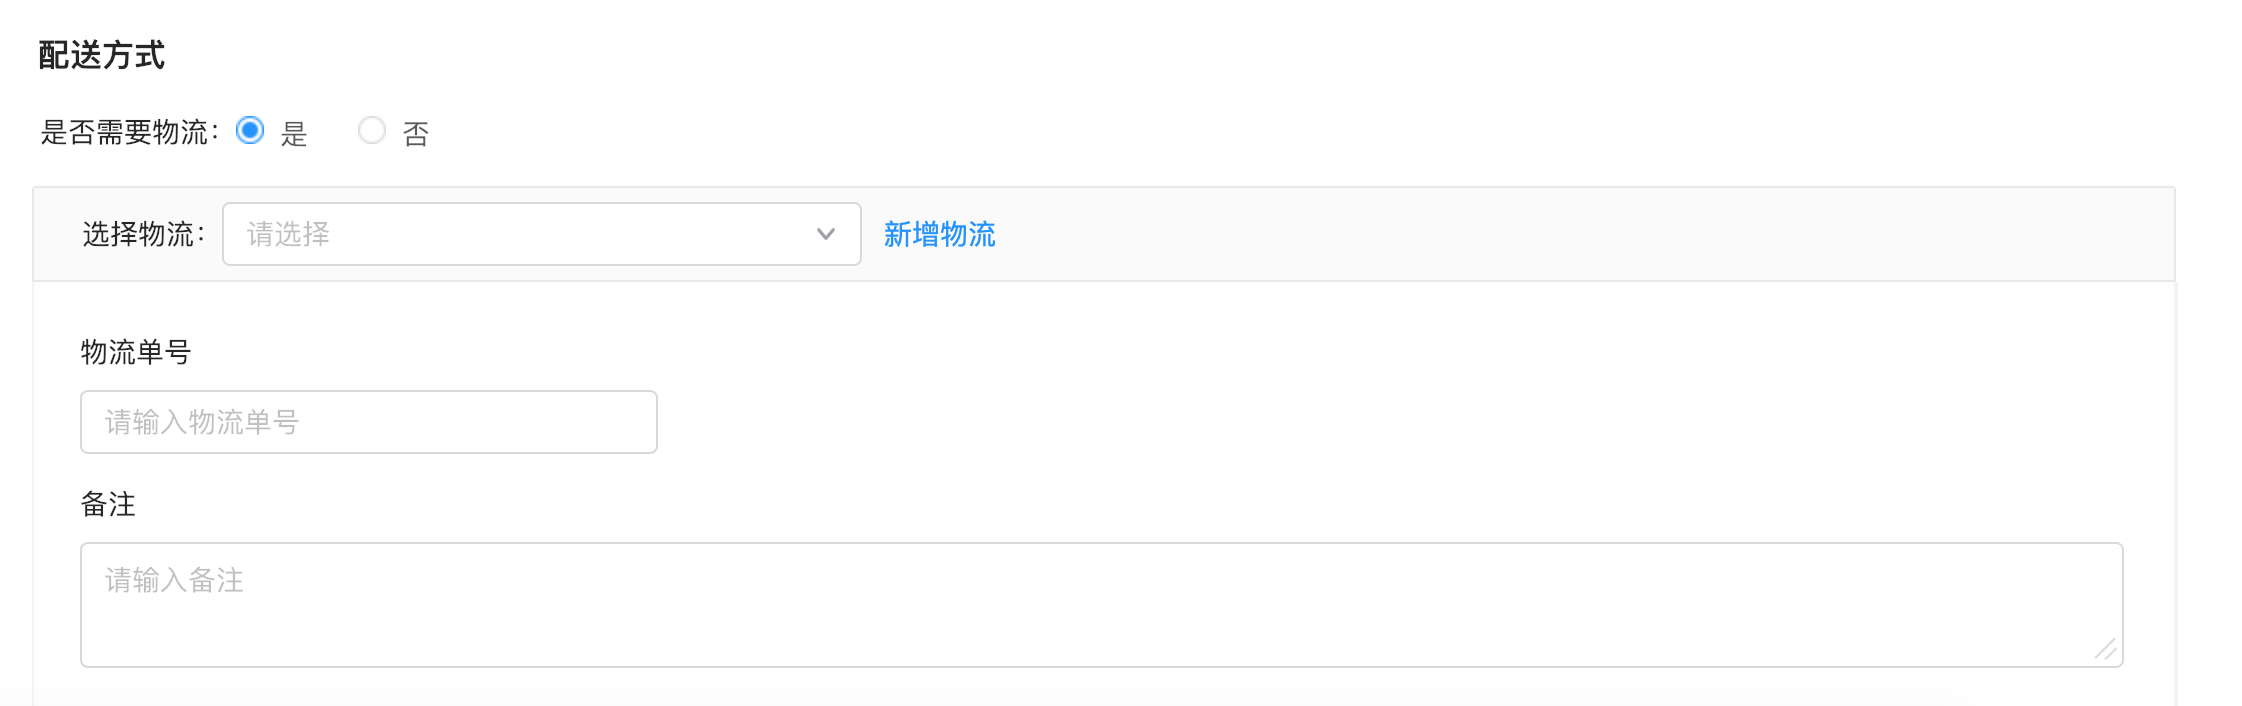 配送方式
是否需要物流： 是 否
选择物流： 请选择 新增物流
物流单号
请输入物流单号
备注
请输入备注